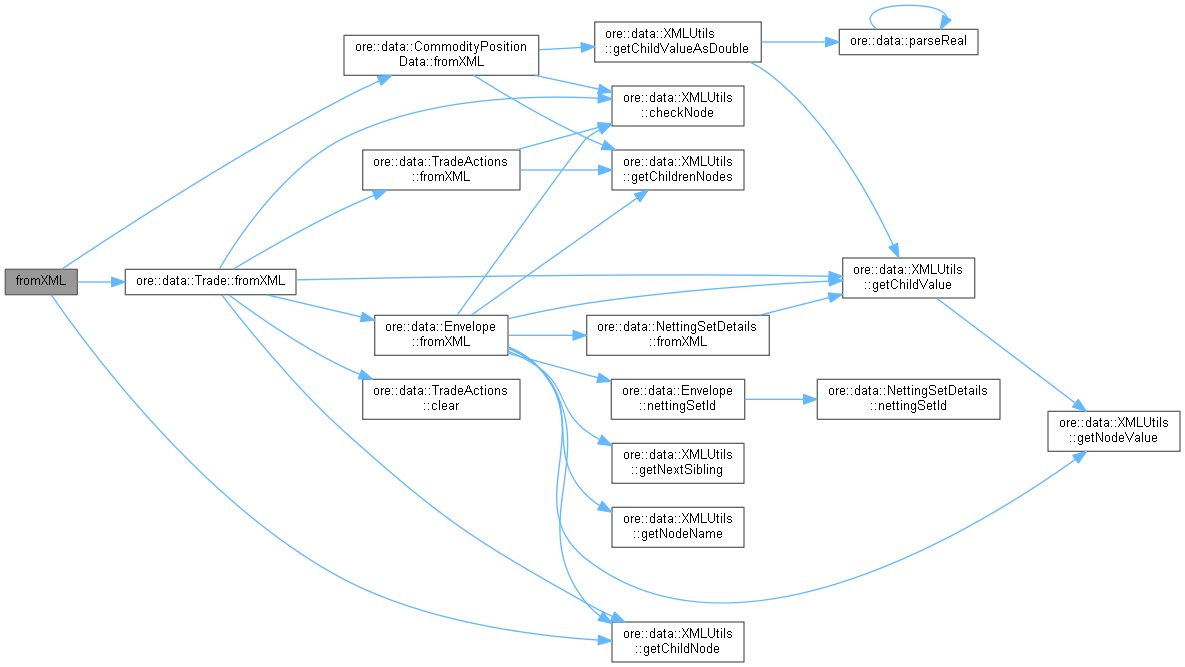 fromXML
ore::data::Trade::fromXML
ore::data::CommodityPosition
Data::fromXML
ore::data::TradeActions
::fromXML
ore::data::Envelope
::fromXML
ore::data::TradeActions
::clear
ore::data::XMLUtils
::getChildValueAsDouble
ore::data::XMLUtils
::checkNode
ore::data::XMLUtils
::getChildrenNodes
ore::data::NettingSetDetails
::fromXML
ore::data::Envelope
::nettingSetId
ore::data::XMLUtils
::getNextSibling
ore::data::XMLUtils
::getNodeName
ore::data::XMLUtils
::getChildNode
ore::data::parseReal
ore::data::XMLUtils
::getChildValue
ore::data::NettingSetDetails
::nettingSetId
ore::data::XMLUtils
::getNodeValue